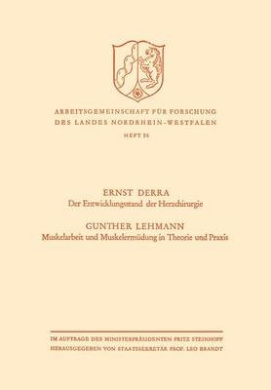 ARBEITSGEMEINSCHAFT FÜR FORSCHUNG
DES LANDES NORDRHEIN-WESTFALEN
HEFT 58
ERNST DERRA
Der Entwicklungsstand der Herzchirurgie
GUNTHER LEHMANN
Muskelarbeit und Muskelermüdung in Theorie und Praxis
IM AUFTRAGE DES MINISTERPRÄSIDENTEN FRITZ STEINHOFF
HERAUSGEGEBEN VON STAATSSEKRETÄR PROF. LEO BRANDT